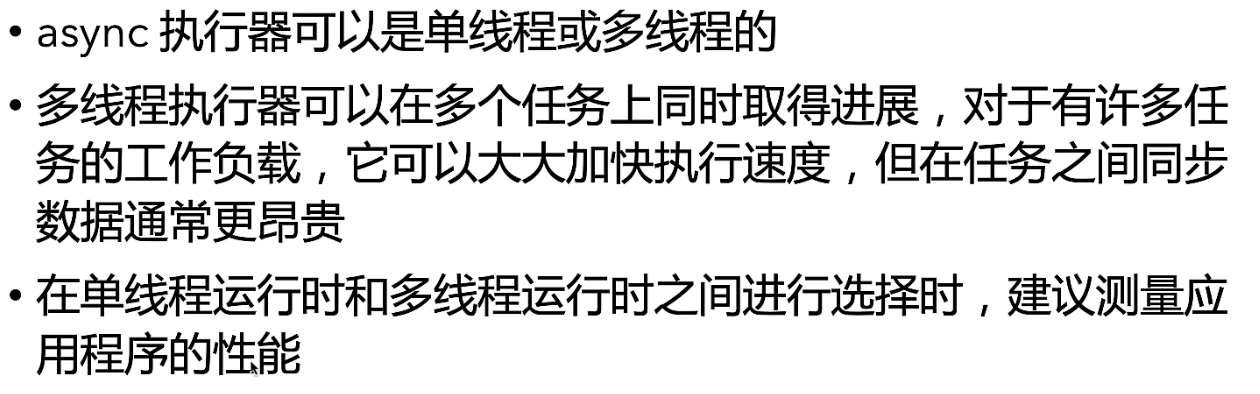 • async 执行器可以是单线程或多线程的
• 多线程执行器可以在多个任务上同时取得进展，对于有许多任
务的工作负载，它可以大大加快执行速度，但在任务之间同步
数据通常更昂贵
• 在单线程运行时和多线程运行时之间进行选择时，建议测量应
用程序的性能